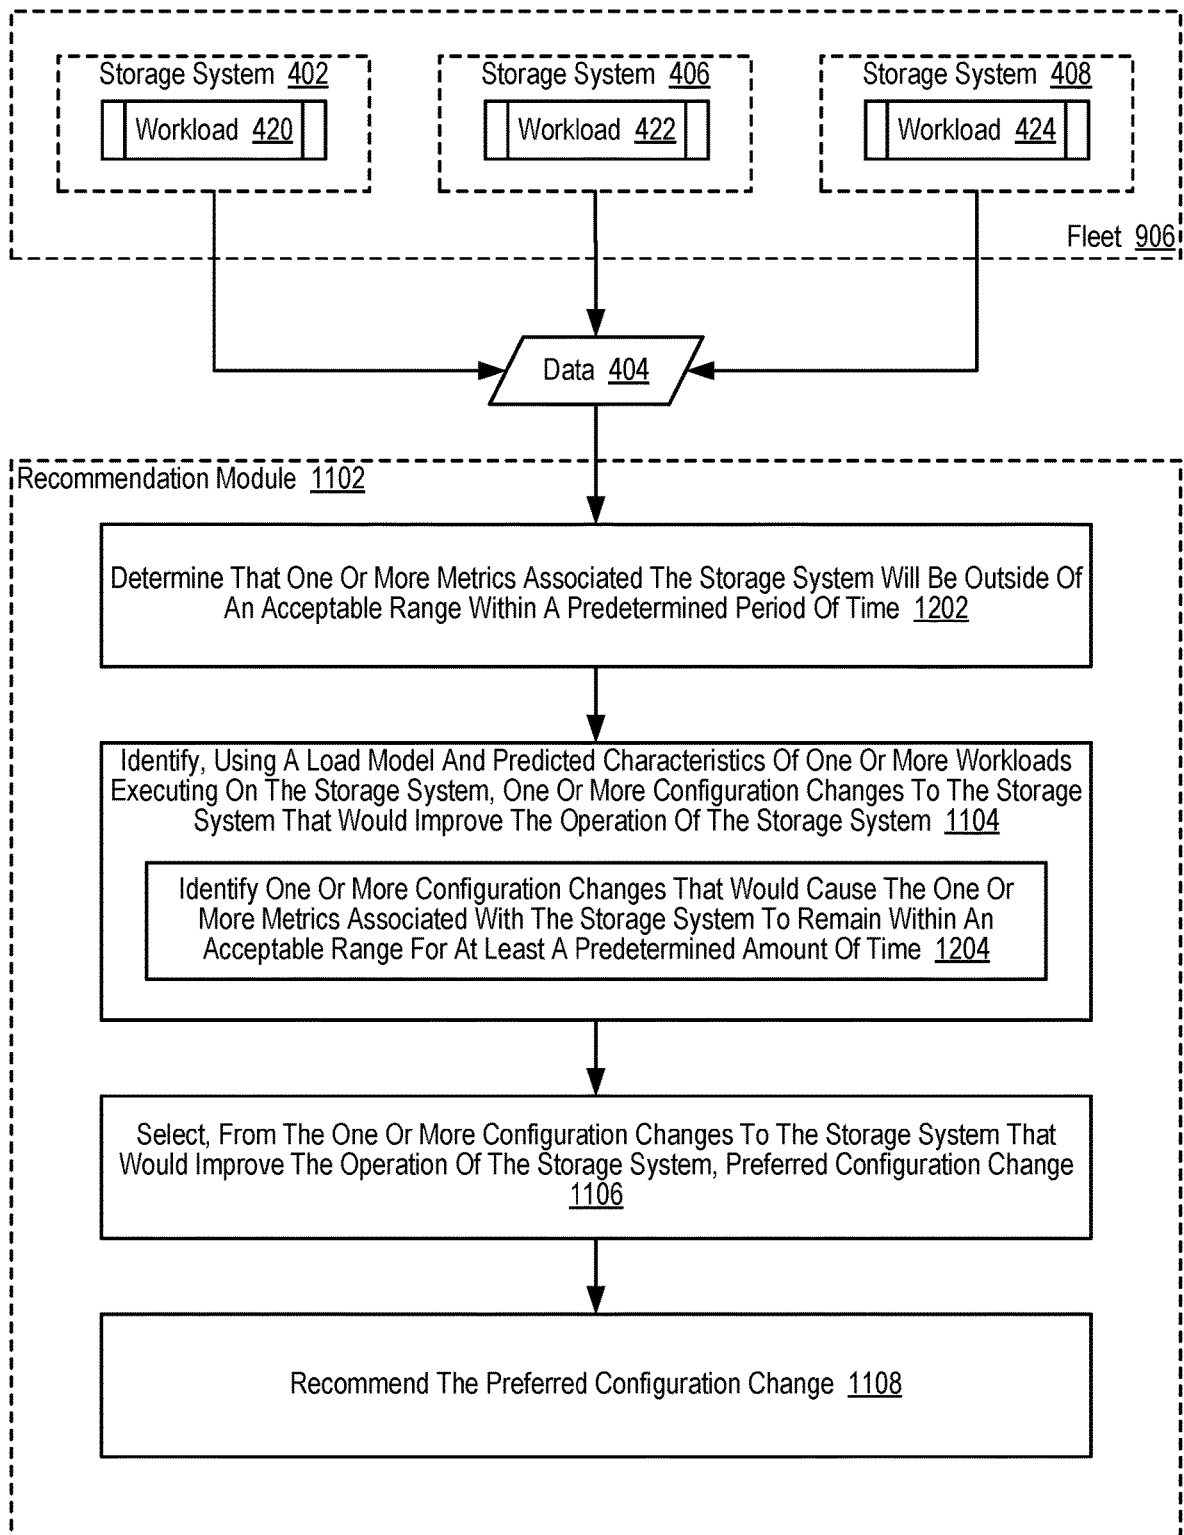 Storage System 402
Workload 420
Storage System 406
Workload 422
Storage System 408
Workload 424
Fleet 906
Data 404
Recommendation Module 1102
Determine That One Or More Metrics Associated The Storage System Will Be Outside Of
An Acceptable Range Within A Predetermined Period Of Time 1202
Identify, Using A Load Model And Predicted Characteristics Of One Or More Workloads
Executing On The Storage System, One Or More Configuration Changes To The Storage
System That Would Improve The Operation Of The Storage System 1104
Identify One Or More Configuration Changes That Would Cause The One Or
More Metrics Associated With The Storage System To Remain Within An
Acceptable Range For At Least A Predetermined Amount Of Time 1204
Select, From The One Or More Configuration Changes To The Storage System That
Would Improve The Operation Of The Storage System, Preferred Configuration Change
1106
Recommend The Preferred Configuration Change 1108